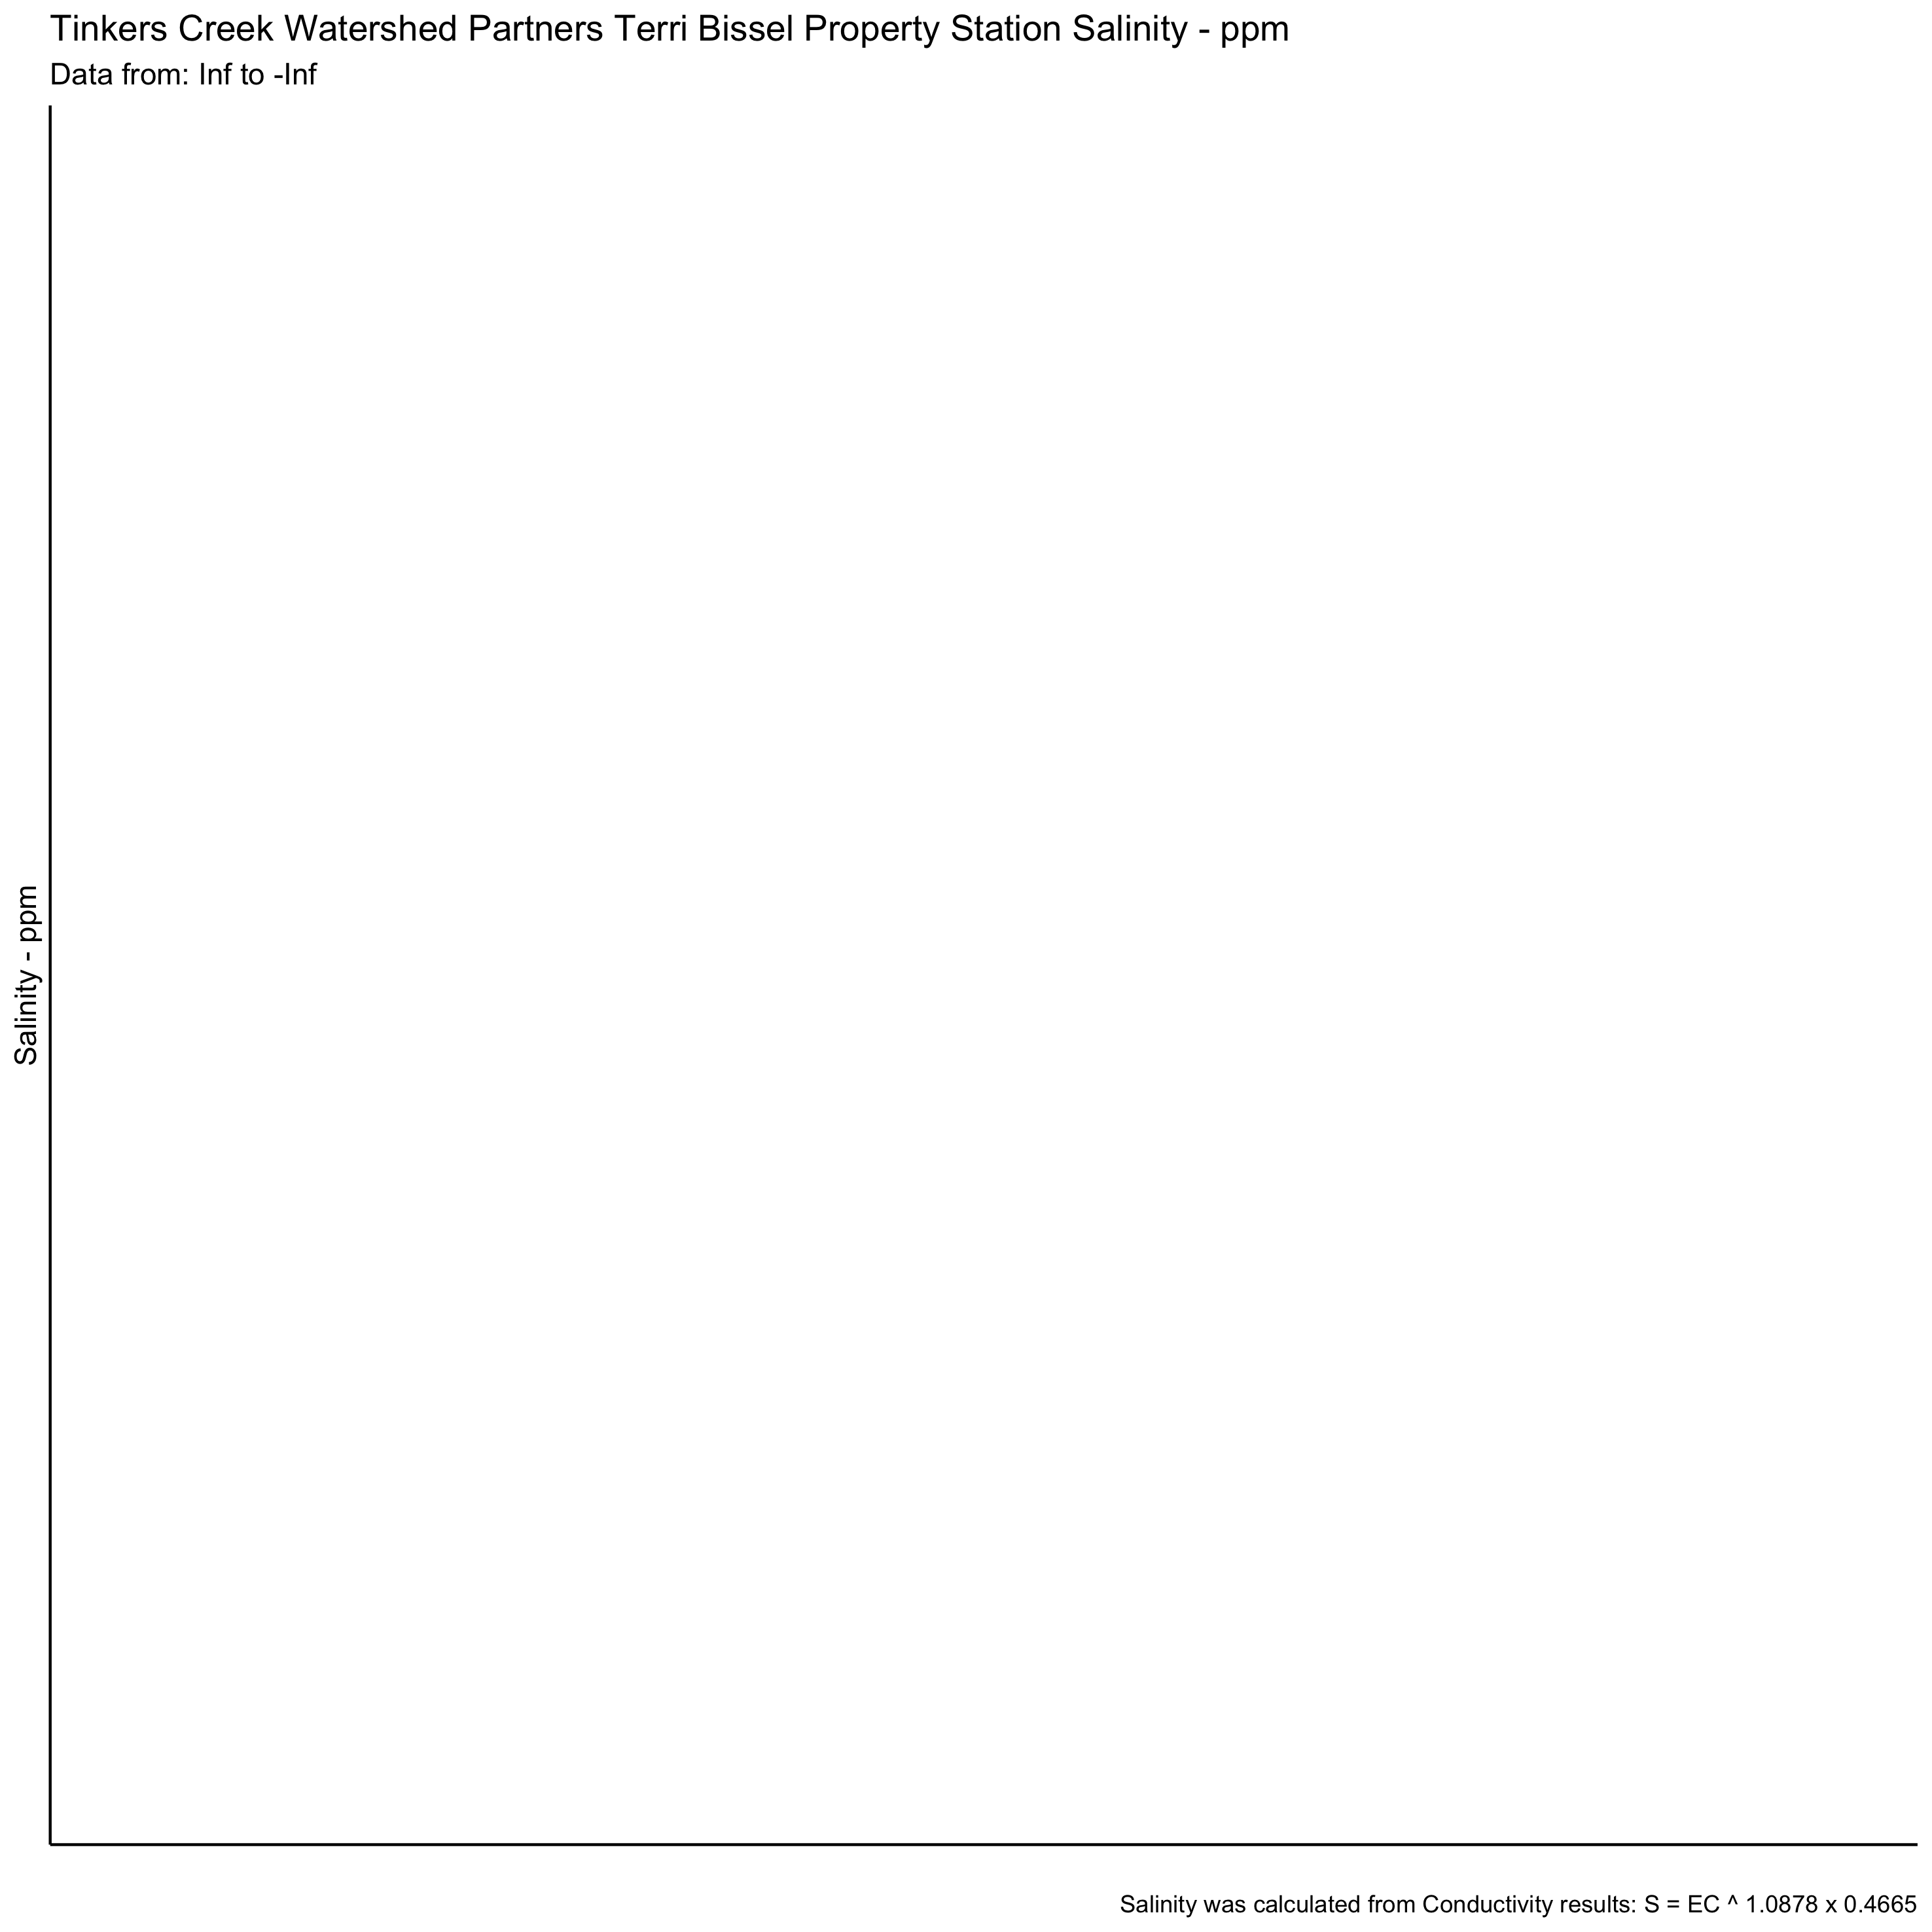 Tinkers Creek Watershed Partners Terri Bissel Property Station Salinity - ppm
Data from: Inf to -Inf
Salinity - ppm
Salinity was calculated from Conductivity results: S = EC ^ 1.0878 x 0.4665